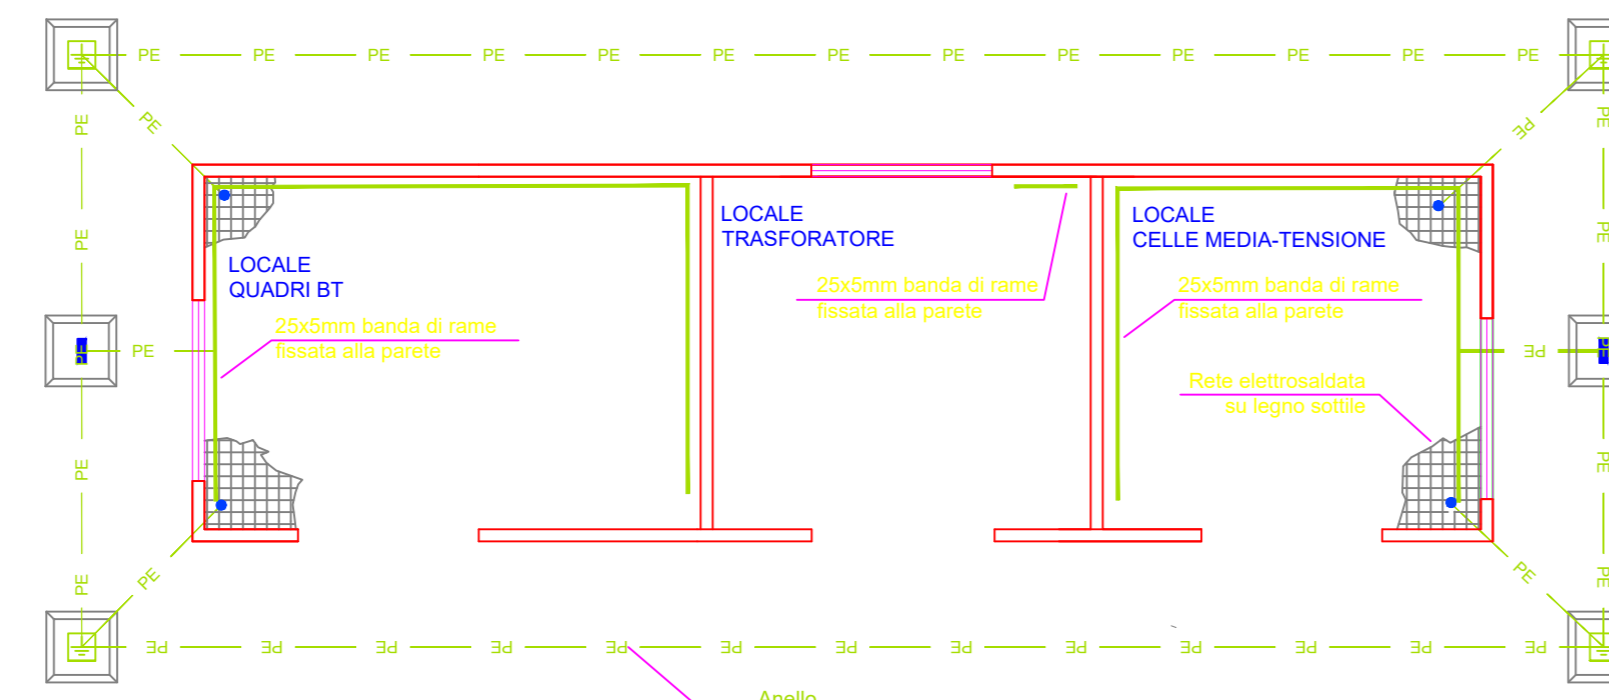 PE PE PE PE PE PE PE PE PE PE PE PE PE
PE PE PE PE
PE PE
LOCALE
TRASFORATORE
LOCALE
CELLE MEDIA-TENSIONE
LOCALE
QUADRI BT
25x5mm banda di rame
fissata alla parete
25x5mm banda di rame
fissata alla parete
25x5mm banda di rame
fissata alla parete
PE PE PE PE
Rete elettrosaldata
su legno sottile
PE PE
PE PE PE PE
PE PE PE PE PE PE PE PE PE PE PE PE PE
Anello